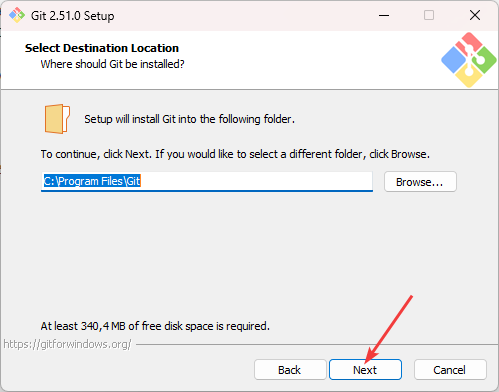 Git 2.51.0 Setup
Select Destination Location
Where should Git be installed?
Setup will install Git into the following folder.
To continue, click Next. If you would like to select a different folder, click Browse.
C:\Program Files\Git
Browse...
At least 340,4 MB of free disk space is required.
https://gitforwindows.org/
Back
Next
Cancel